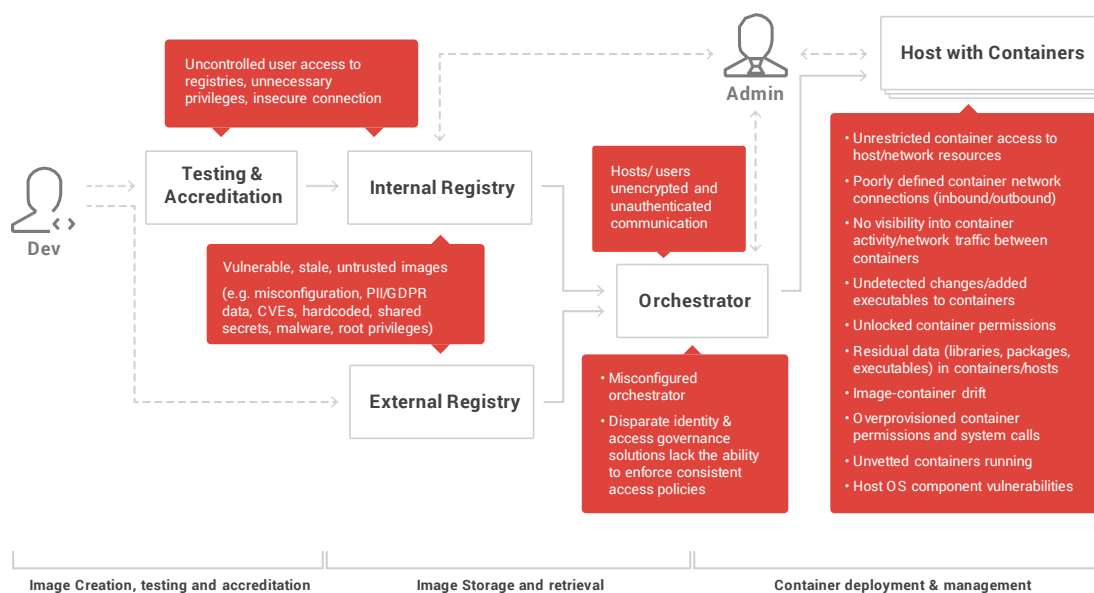 Uncontrolled user access to
registries, unnecessary
privileges, insecure connection
Admin
Host with Containers
Dev
Testing &
Accreditation
Internal Registry
Hosts/ users
unencrypted and
unauthenticated
communication
Vulnerable, stale, untrusted images
(e.g. misconfiguration, PII/GDPR
data, CVEs, hardcoded, shared
secrets, malware, root privileges)
Orchestrator
External Registry
• Misconfigured
orchestrator
• Disparate identity &
access governance
solutions lack the ability
to enforce consistent
access policies
• Unrestricted container access to
host/network resources
• Poorly defined container network
connections (inbound/outbound)
• No visibility into container
activity/network traffic between
containers
• Undetected changes/added
executables to containers
• Unlocked container permissions
• Residual data (libraries, packages,
executables) in containers/hosts
• Image-container drift
• Overprovisioned container
permissions and system calls
• Unvetted containers running
• Host OS component vulnerabilities
Image Creation, testing and accreditation
Image Storage and retrieval
Container deployment & management